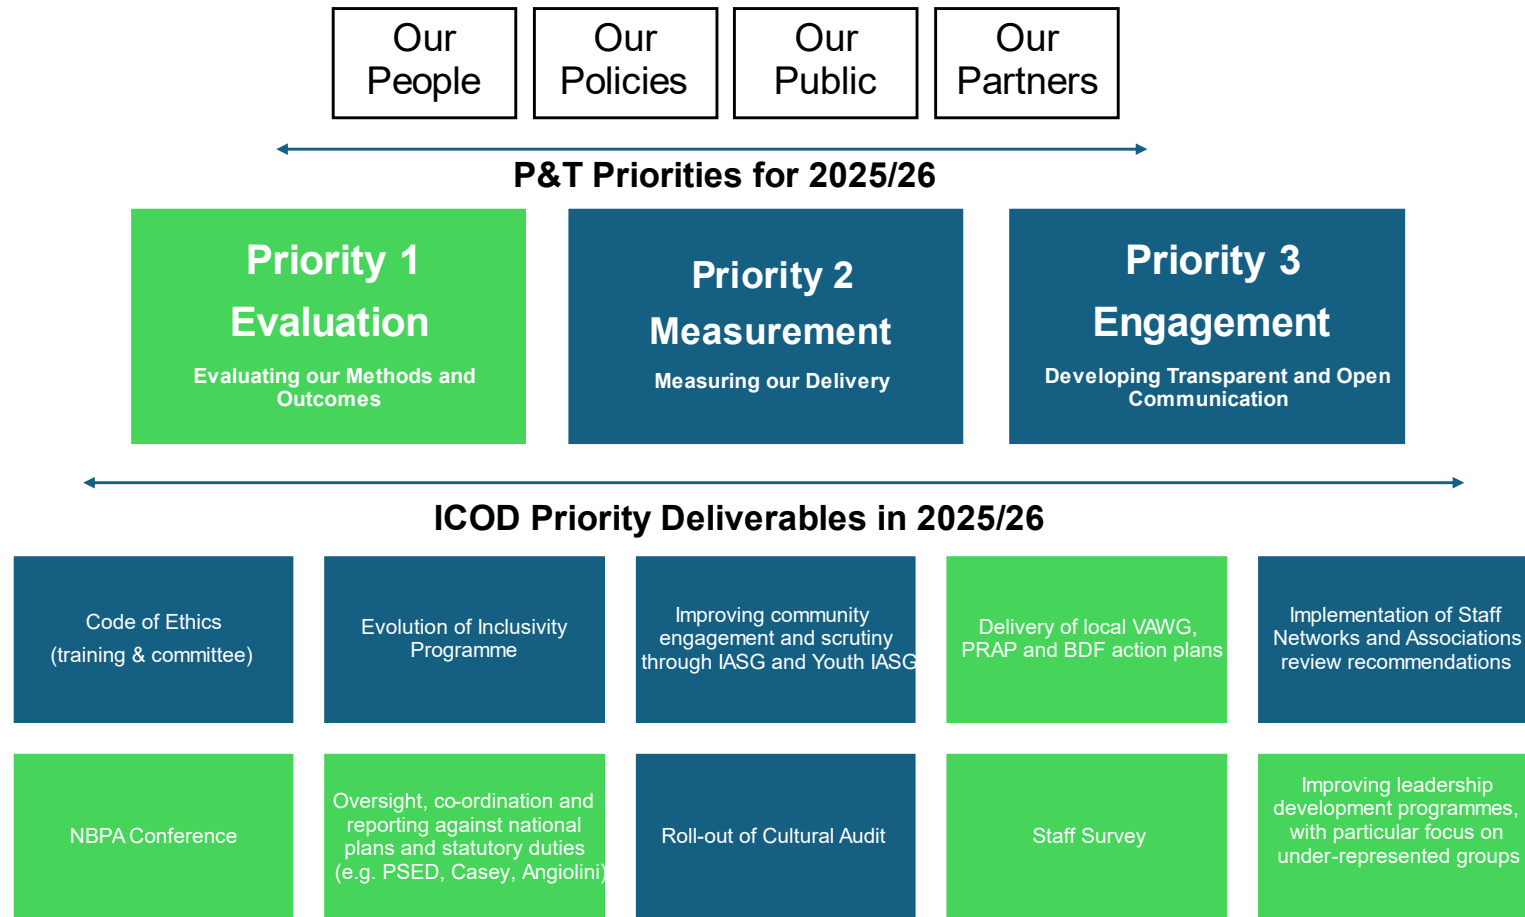 Our
People
Our
Policies
Our
Public
Our
Partners
P&T Priorities for 2025/26
Priority 1
Evaluation
Evaluating our Methods and
Outcomes
Priority 2
Measurement
Measuring our Delivery
Priority 3
Engagement
Developing Transparent and Open
Communication
ICOD Priority Deliverables in 2025/26
Code of Ethics
(training & committee)
Evolution of Inclusivity
Programme
Improving community
engagement and scrutiny
through IASG and Youth IASG
Delivery of local VAWG,
PRAP and BDF action plans
Implementation of Staff
Networks and Associations
review recommendations
NBPA Conference
Oversight, co-ordination and
reporting against national
plans and statutory duties
(e.g. PSED, Casey, Angiolini)
Roll-out of Cultural Audit
Staff Survey
Improving leadership
development programmes,
with particular focus on
under-represented groups